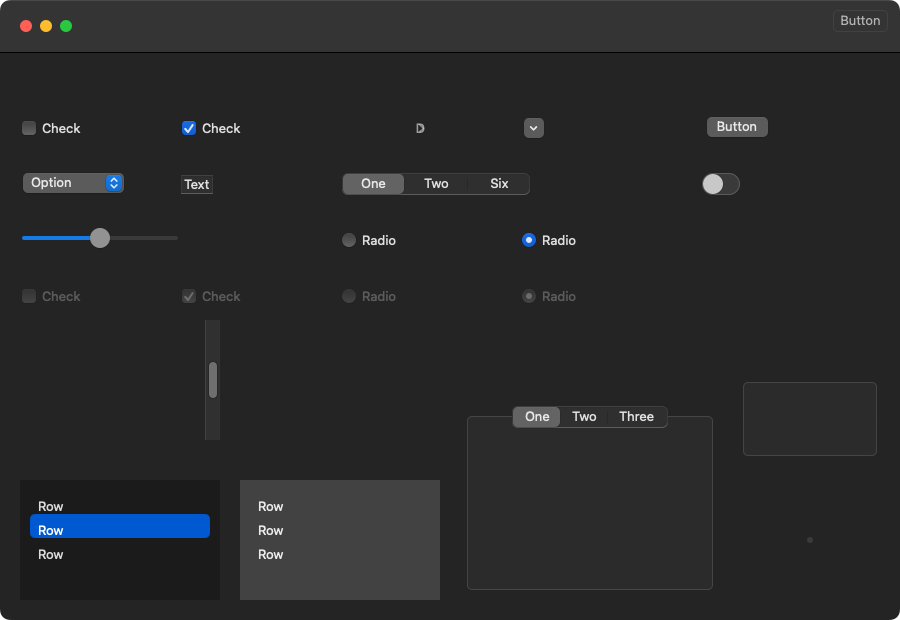 Button
Check
Check
D
Button
Option
Text
One
Two
Six
Radio
Radio
Check
Check
Radio
Radio
One
Two
Three
Row
Row
Row
Row
Row
Row